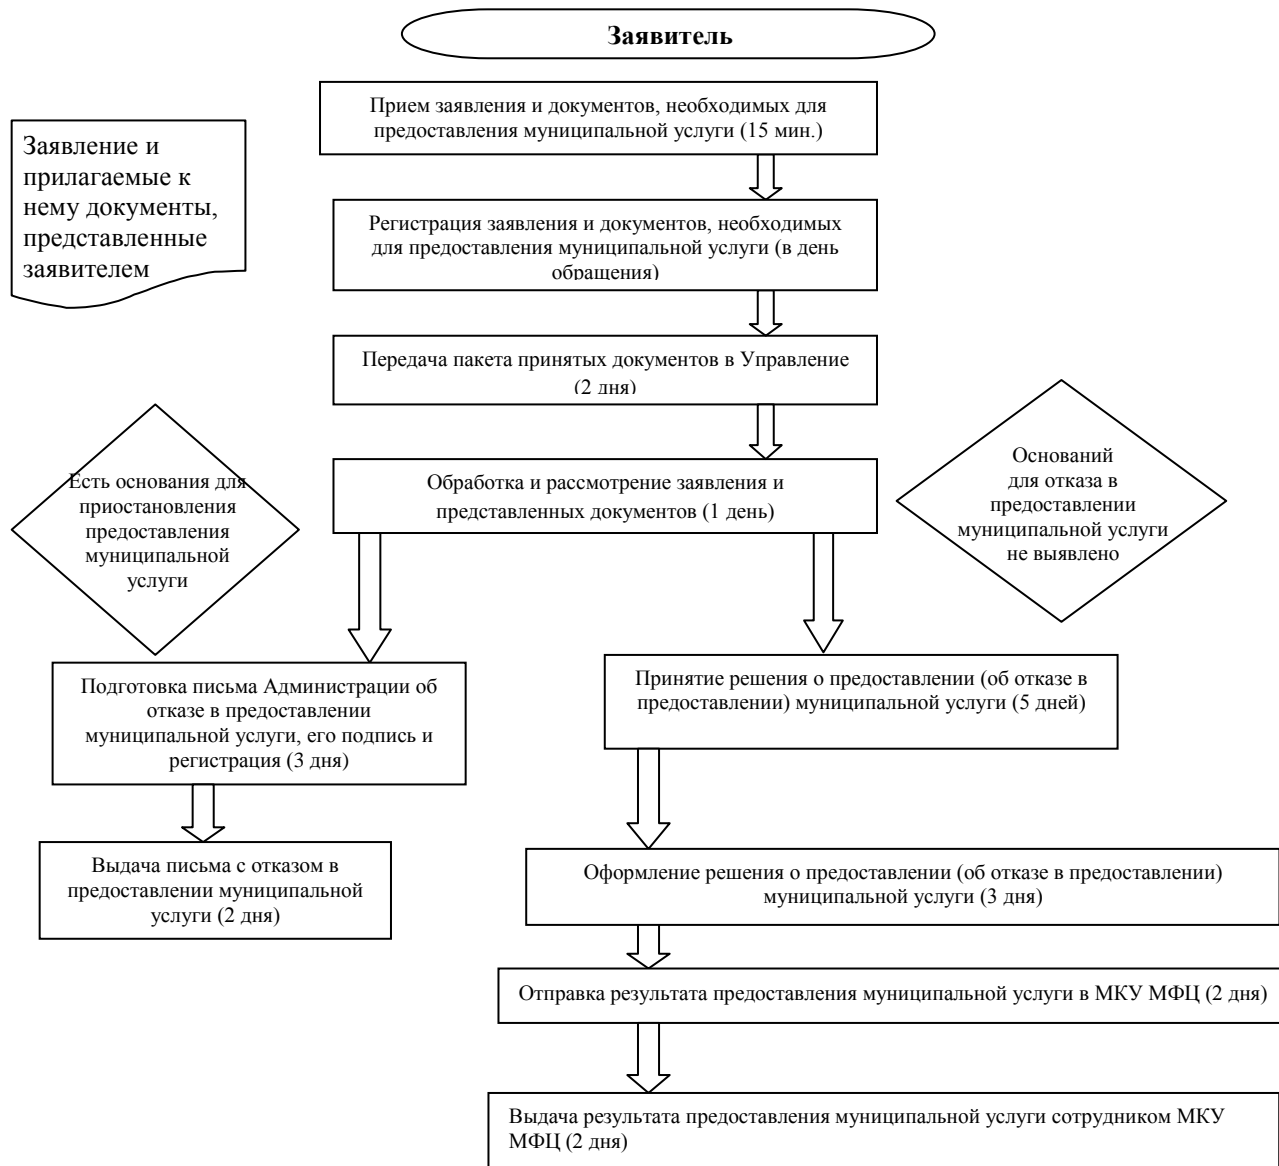 Заявитель
Прием заявления и документов, необходимых для
предоставления муниципальной услуги (15 мин.)
Заявление и
прилагаемые к
нему документы,
представленные
заявителем
Регистрация заявления и документов, необходимых
для предоставления муниципальной услуги (в день
обращения)
Передача пакета принятых документов в Управление
(2 дня)
Есть основания для
приостановления
предоставления
муниципальной
услуги
Обработка и рассмотрение заявления и
представленных документов (1 день)
Оснований
для отказа в
предоставлении
муниципальной услуги
не выявлено
Подготовка письма Администрации об
отказе в предоставлении
муниципальной услуги, его подпись и
регистрация (3 дня)
Принятие решения о предоставлении (об отказе в
предоставлении) муниципальной услуги (5 дней)
Выдача письма с отказом в
предоставлении муниципальной
услуги (2 дня)
Оформление решения о предоставлении (об отказе в предоставлении)
муниципальной услуги (3 дня)
Отправка результата предоставления муниципальной услуги в МКУ МФЦ (2 дня)
Выдача результата предоставления муниципальной услуги сотрудником МКУ
МФЦ (2 дня)